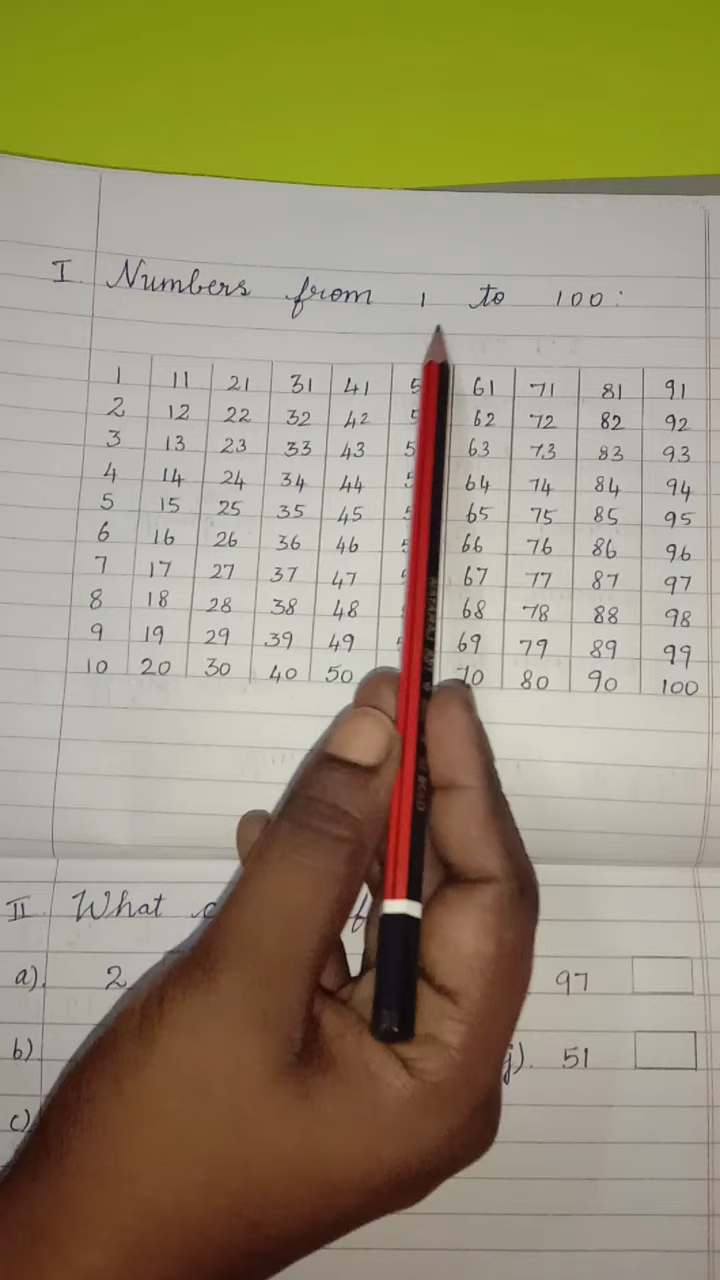 I. Numbers from 1 to 100:
1 11 21 31 41 61 71 81 91
2 12 22 32 42 62 72 82 92
3 13 23 33 43 63 73 83 93
4 14 24 34 44 64 74 84 94
5 15 25 35 45 65 75 85 95
6 16 26 36 46 66 76 86 96
7 17 27 37 47 67 77 87 97
8 18 28 38 48 68 78 88 98
9 19 29 39 49 69 79 89 99
10 20 30 40 50 70 80 90 100
II. What
a). 2 97
b) j). 51
c)